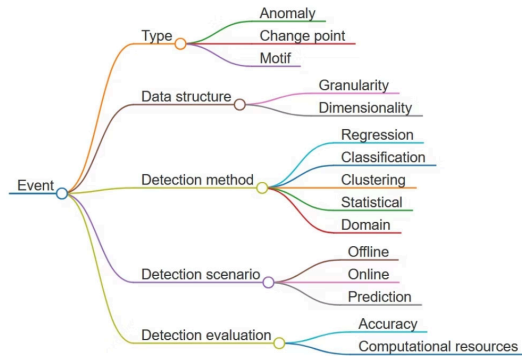 Event
Type
Anomaly
Change point
Motif
Data structure
Granularity
Dimensionality
Detection method
Regression
Classification
Clustering
Statistical
Domain
Detection scenario
Offline
Online
Prediction
Detection evaluation
Accuracy
Computational resources